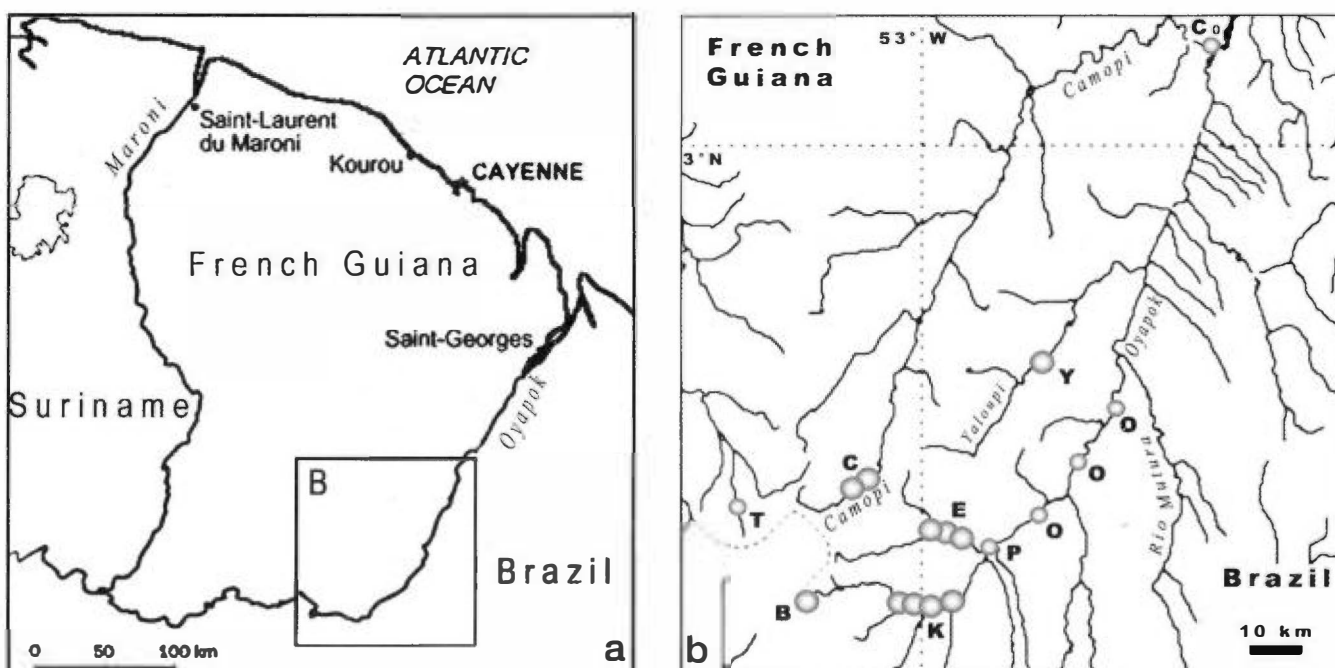 ATLANTIC
OCEAN
Maroni
Saint-Laurent
du Maroni
Kourou
CAYENNE
French Guiana
Saint-Georges
Oyapok
Suriname
B
Brazil
0 50 100 km
a
French
Guiana
53° W
Co
Camopi
3° N
Oyapok
Y
Yaloupi
O
C
O
Camopi
T
E
O
P
Rio Mutura
B
K
Brazil
10 km
b